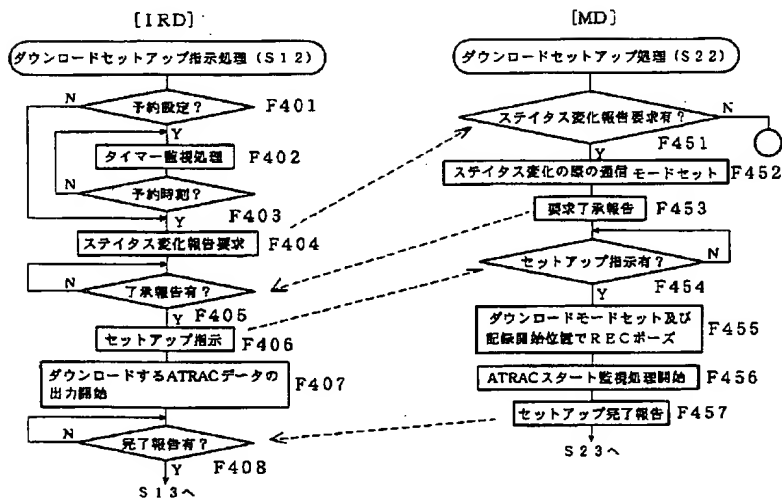 [IRD]
ダウンロードセットアップ指示処理(S12)
予約設定?
N
F401
Y
タイマー監視処理
F402
予約時刻?
N
F403
Y
ステイタス変化報告要求
F404
了承報告有?
N
F405
Y
セットアップ指示
F406
ダウンロードするATRACデータの
出力開始
F407
完了報告有?
N
F408
Y
S13へ
[MD]
ダウンロードセットアップ処理(S22)
ステイタス変化報告要求有?
N
F451
Y
ステイタス変化の際の通信モードセット
F452
要求了承報告
F453
セットアップ指示有?
N
F454
Y
ダウンロードモードセット及び
記録開始位置でRECポーズ
F455
ATRACスタート監視処理開始
F456
セットアップ完了報告
F457
S23へ